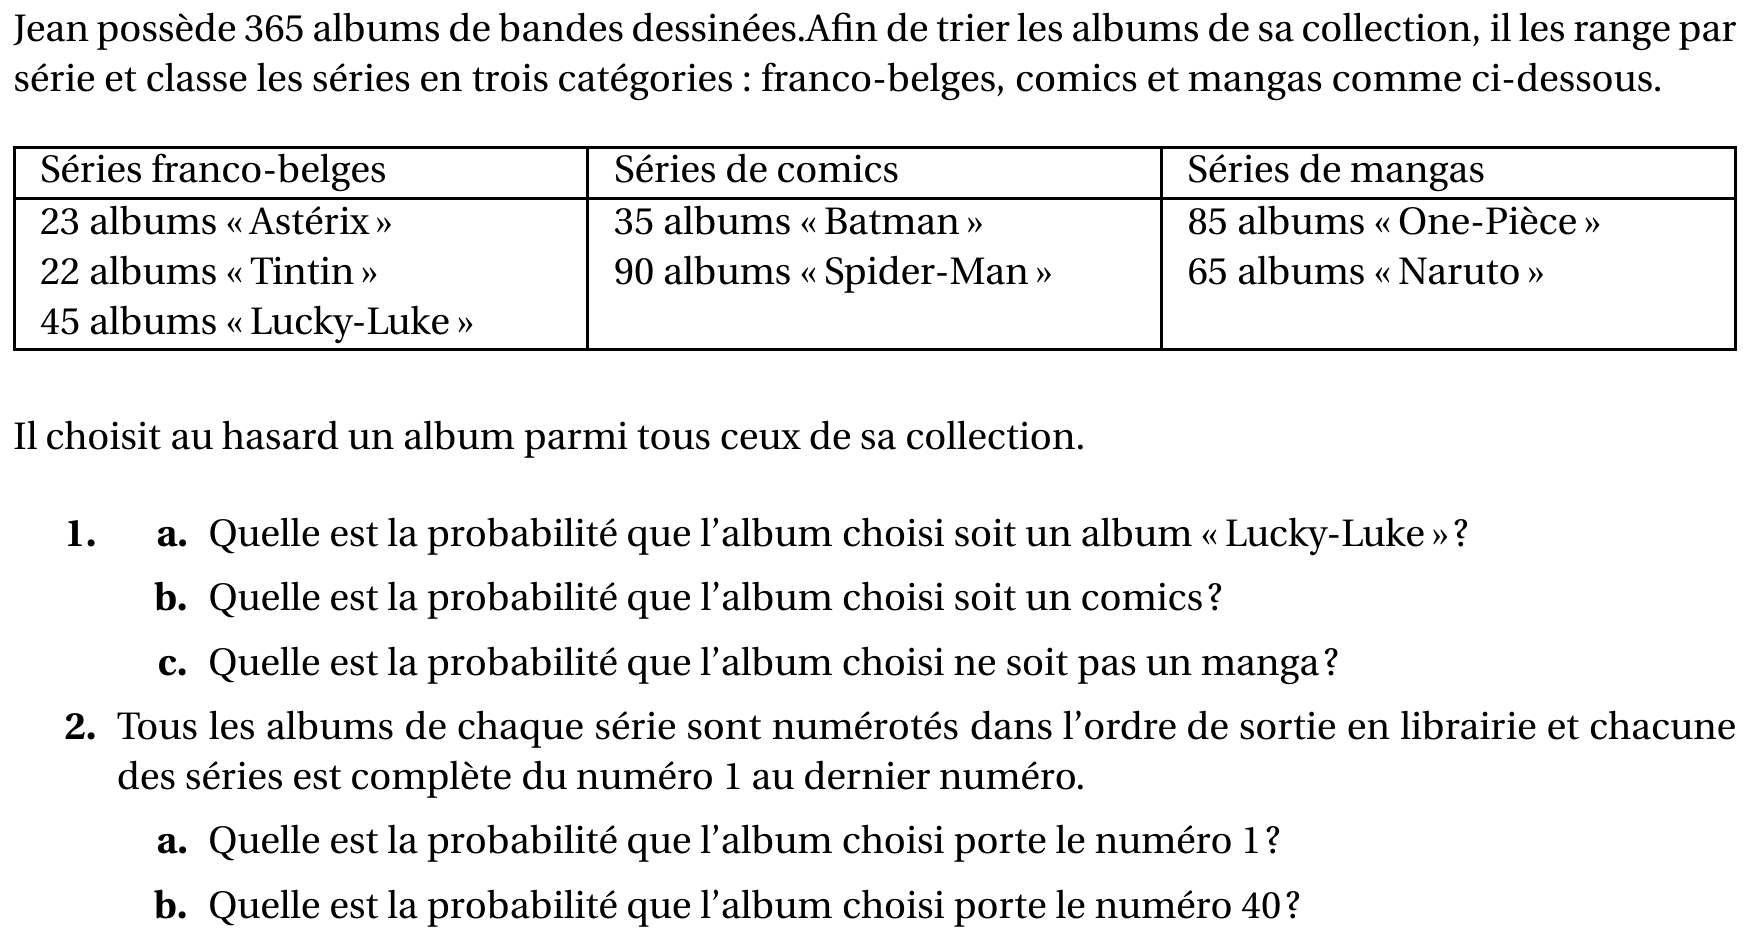 Jean possède 365 albums de bandes dessinées.Afin de trier les albums de sa collection, il les range par
série et classe les séries en trois catégories : franco-belges, comics et mangas comme ci-dessous.
Séries franco-belges Séries de comics Séries de mangas
23 albums « Astérix » 35 albums « Batman » 85 albums « One-Pièce »
22 albums « Tintin » 90 albums « Spider-Man » 65 albums « Naruto »
45 albums « Lucky-Luke »
Il choisit au hasard un album parmi tous ceux de sa collection.
1. a. Quelle est la probabilité que l’album choisi soit un album « Lucky-Luke » ?
b. Quelle est la probabilité que l’album choisi soit un comics ?
c. Quelle est la probabilité que l’album choisi ne soit pas un manga ?
2. Tous les albums de chaque série sont numérotés dans l’ordre de sortie en librairie et chacune
des séries est complète du numéro 1 au dernier numéro.
a. Quelle est la probabilité que l’album choisi porte le numéro 1 ?
b. Quelle est la probabilité que l’album choisi porte le numéro 40 ?